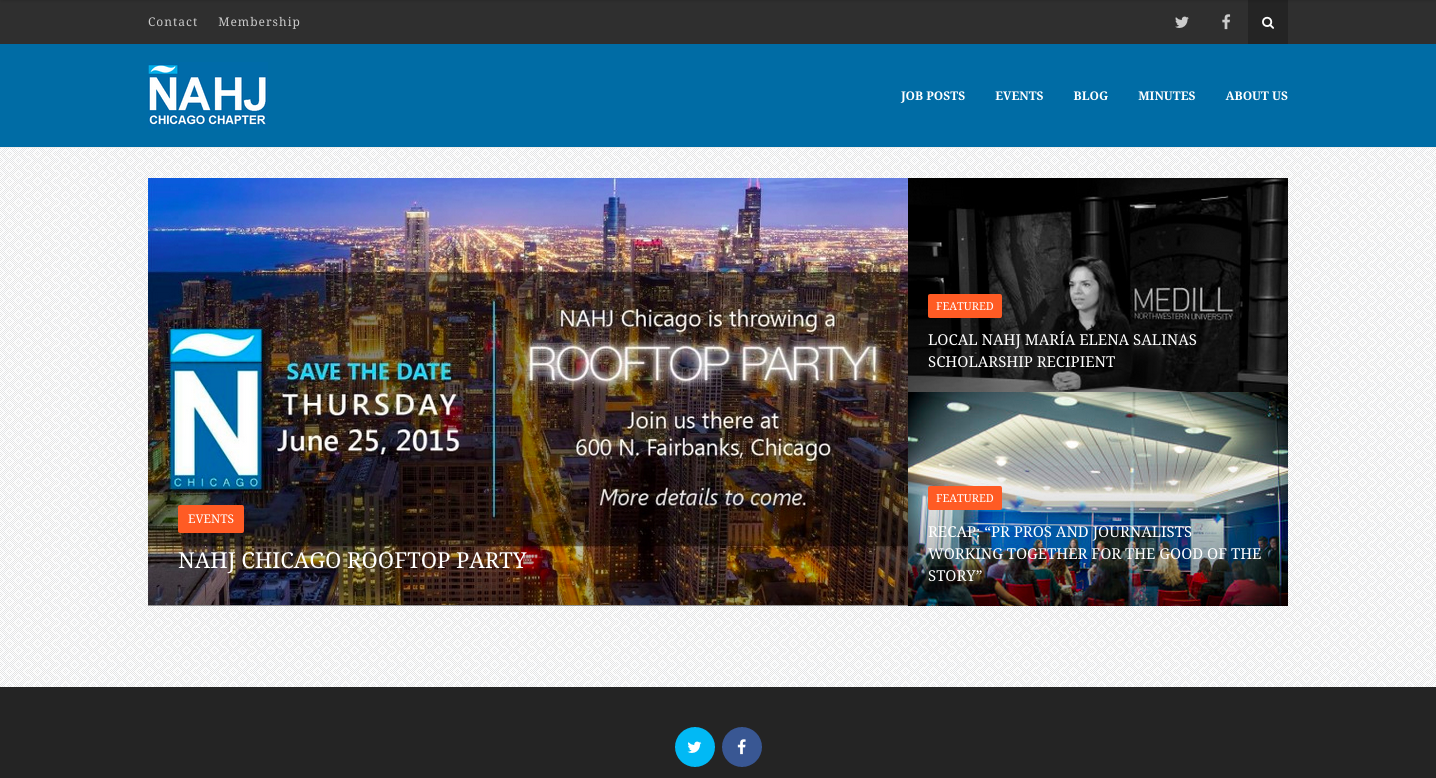 Contact Membership
ÑAHJ
CHICAGO CHAPTER
JOB POSTS EVENTS BLOG MINUTES ABOUT US
N
CHICAGO
SAVE THE DATE
THURSDAY
June 25, 2015
NAHJ Chicago is throwing a
ROOFTOP PARTY!
Join us there at
600 N. Fairbanks, Chicago
More details to come.
EVENTS
NAHJ CHICAGO ROOFTOP PARTY
MEDILL
NORTHWESTERN UNIVERSITY
FEATURED
LOCAL NAHJ MARÍA ELENA SALINAS
SCHOLARSHIP RECIPIENT
FEATURED
RECAP: “PR PROS AND JOURNALISTS
WORKING TOGETHER FOR THE GOOD OF THE
STORY”